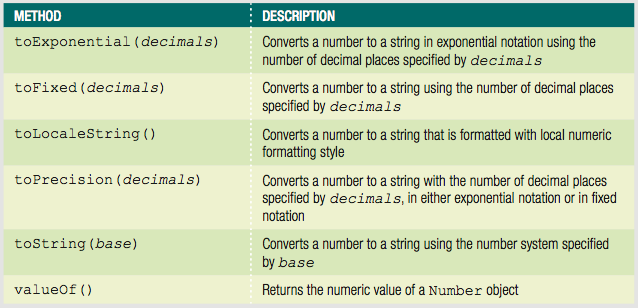 METHOD DESCRIPTION
toExponential(decimals) Converts a number to a string in exponential notation using the
number of decimal places specified by decimals
toFixed(decimals) Converts a number to a string using the number of decimal places
specified by decimals
toLocaleString() Converts a number to a string that is formatted with local numeric
formatting style
toPrecision(decimals) Converts a number to a string with the number of decimal places
specified by decimals, in either exponential notation or in fixed
notation
toString(base) Converts a number to a string using the number system specified
by base
valueOf() Returns the numeric value of a Number object